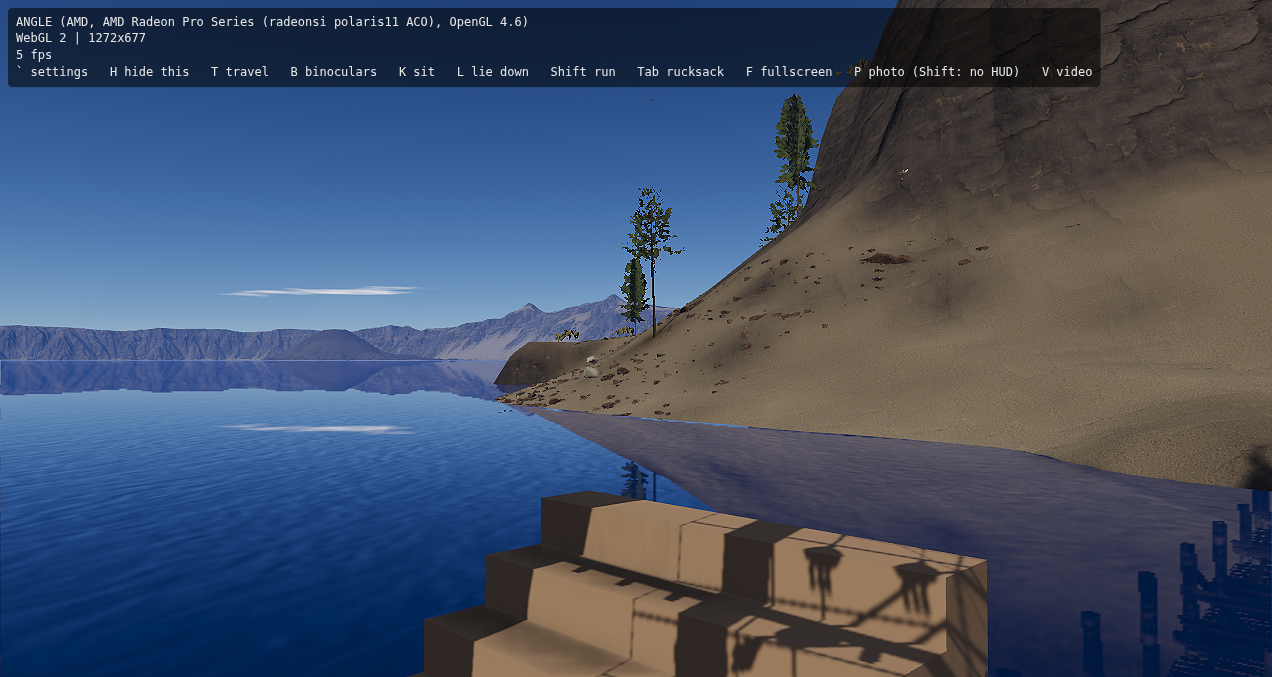 ANGLE (AMD, AMD Radeon Pro Series (radeonsi polaris11 ACO), OpenGL 4.6)
WebGL 2 | 1272x677
5 fps
` settings   H hide this   T travel   B binoculars   K sit   L lie down   Shift run   Tab rucksack   F fullscreen   P photo (Shift: no HUD)   V video